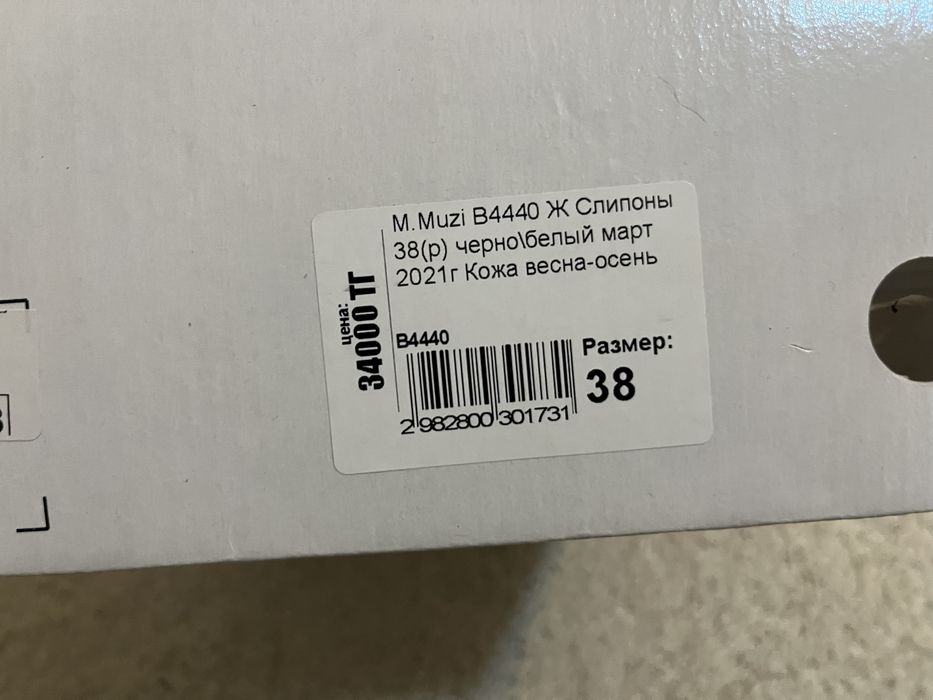 M.Muzi B4440 Ж Слипоны
38(р) черно\белый март
2021г Кожа весна-осень
цена:
34000 ТГ
B4440
2 982800 301731
Размер:
38